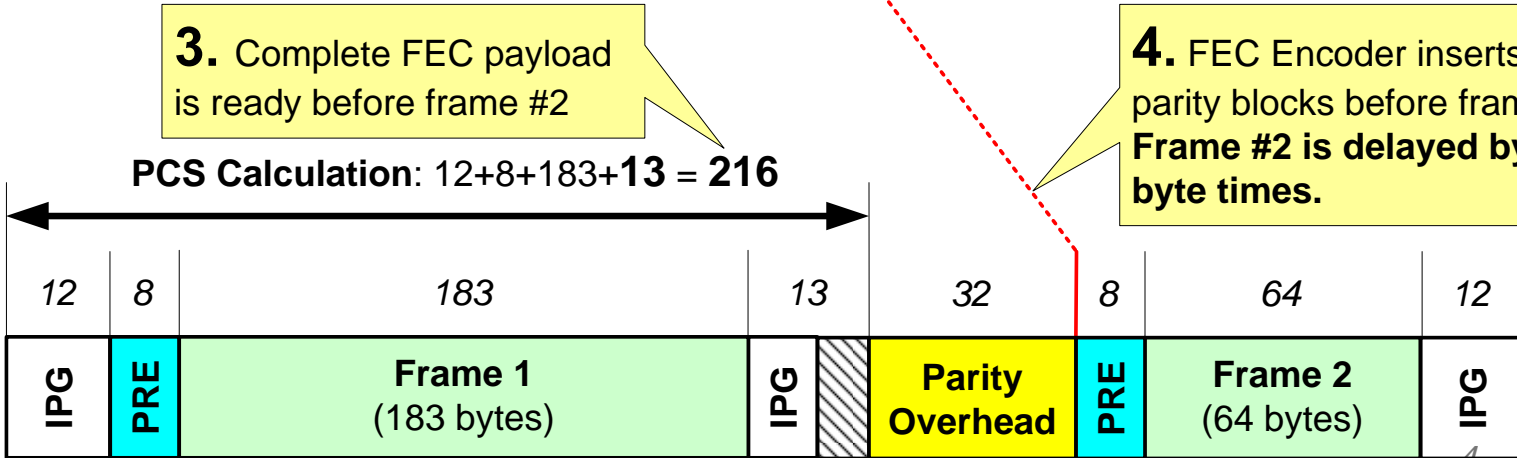 3. Complete FEC payload
is ready before frame #2
4. FEC Encoder inserts
parity blocks before
Frame #2 is delayed by
byte times.
PCS Calculation: 12+8+183+13 = 216
12 8 183 13 32 8 64 12
IPG PRE Frame 1 IPG Parity PRE Frame 2 IPG
(183 bytes) Overhead (64 bytes)